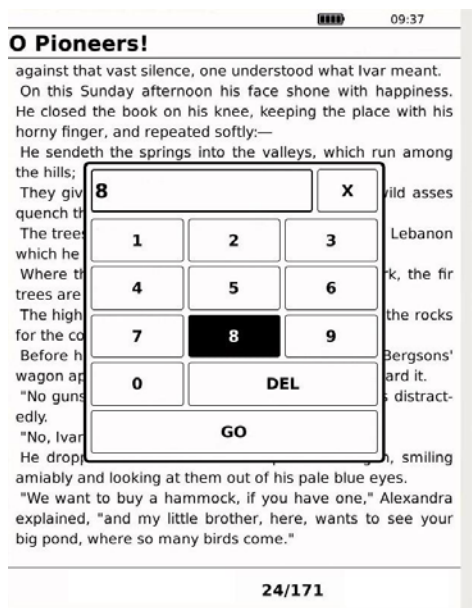 09:37
O Pioneers!
against that vast silence, one understood what Ivar meant.
On this Sunday afternoon his face shone with happiness.
He closed the book on his knee, keeping the place with his
horny finger, and repeated softly:—
He sendeth the springs into the valleys, which run among
the hills;
They giv
asses
quench th
The trees
Lebanon
which he
Where th
the fir
trees are
The high
the rocks
for the co
Before h
Bergsons'
wagon ap
ard it.
"No guns
distract-
edly.
"No, Ivar
He dropp
smiling
amiably and looking at them out of his pale blue eyes.
"We want to buy a hammock, if you have one," Alexandra
explained, "and my little brother, here, wants to see your
big pond, where so many birds come."
8
X
1 2 3
4 5 6
7 8 9
0 DEL
GO
24/171